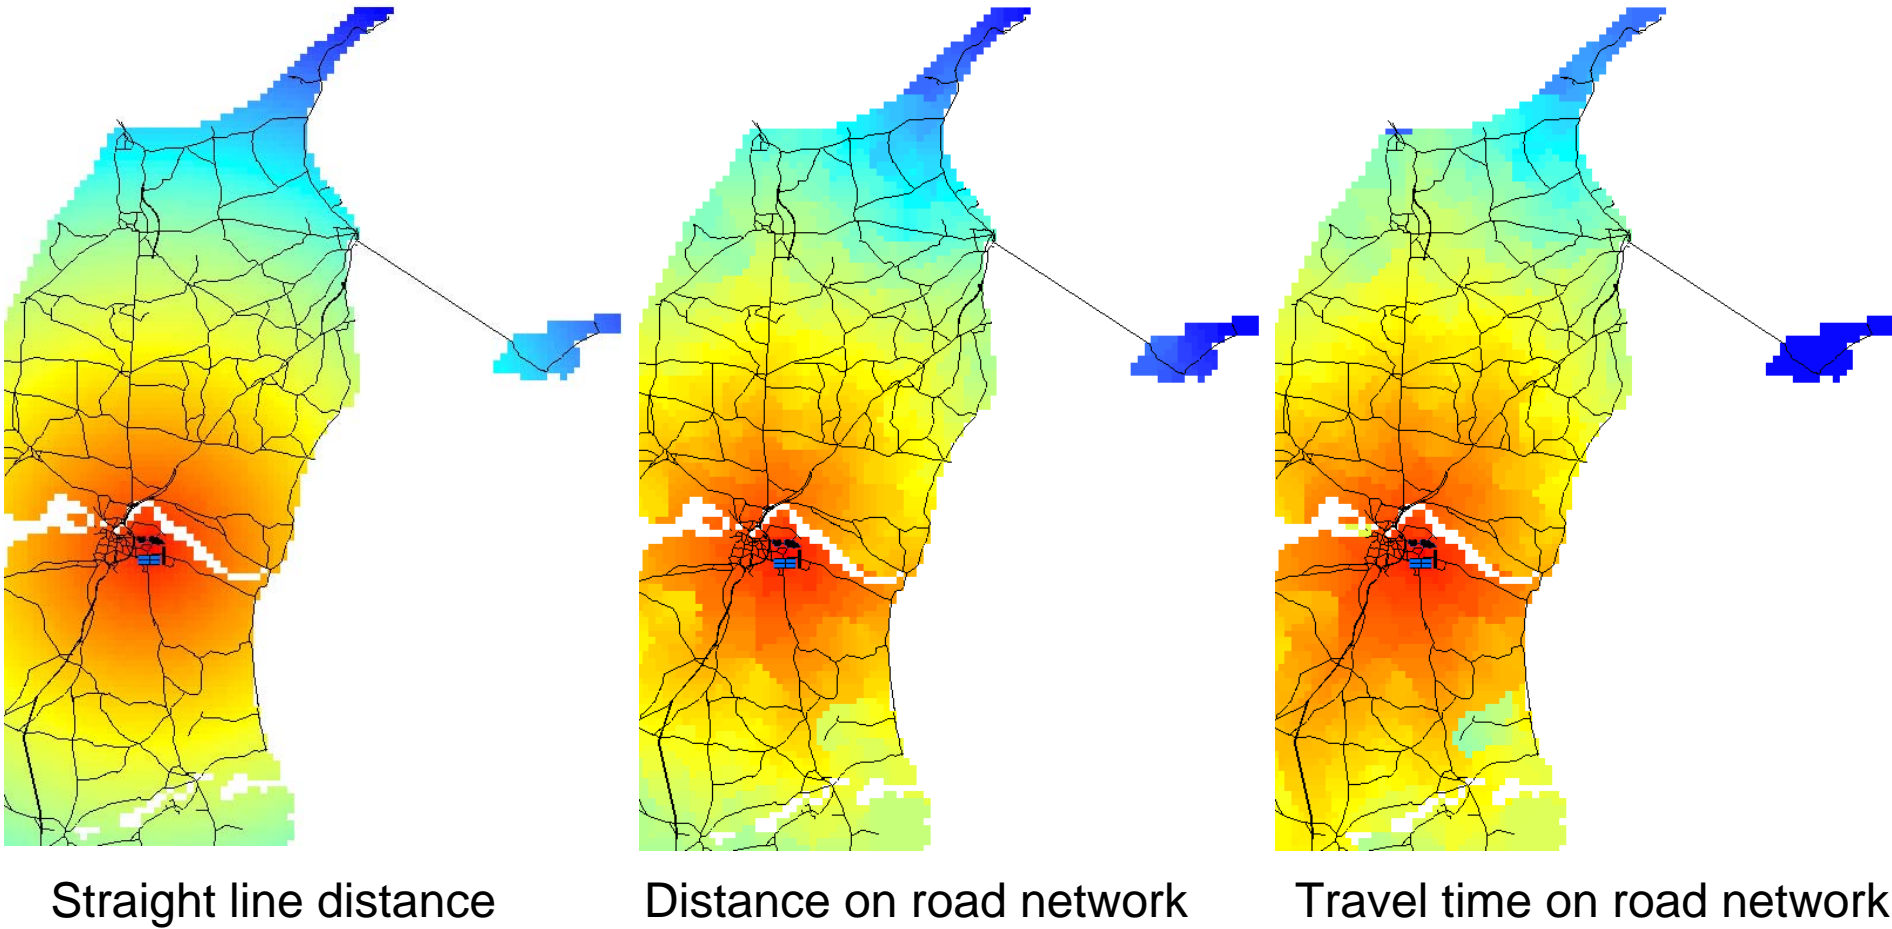 Straight line distance
Distance on road network
Travel time on road network